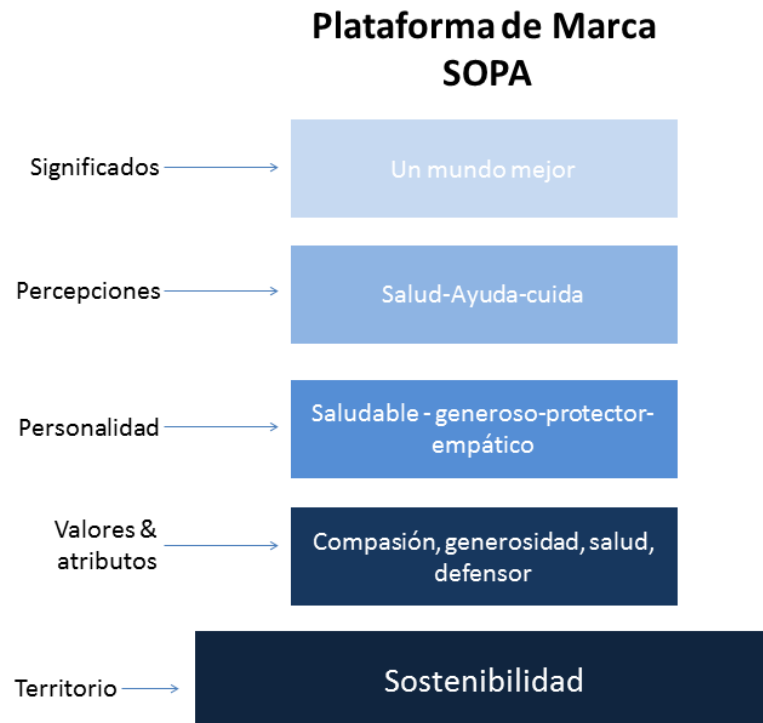 Plataforma de Marca
SOPA
Significados
Un mundo mejor
Percepciones
Salud-Ayuda-cuida
Personalidad
Saludable - generoso-protector-
empático
Valores &
atributos
Compasión, generosidad, salud,
defensor
Territorio
Sostenibilidad